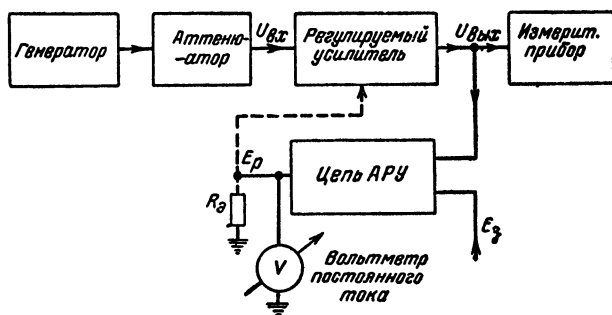 Генератор
Аттеню-
-атор
Uвх
Регулируемый
усилитель
Uвых
Измерит.
прибор
Eр
Цепь АРУ
Rэ
Eз
V
Вольтметр
постоянного
тока